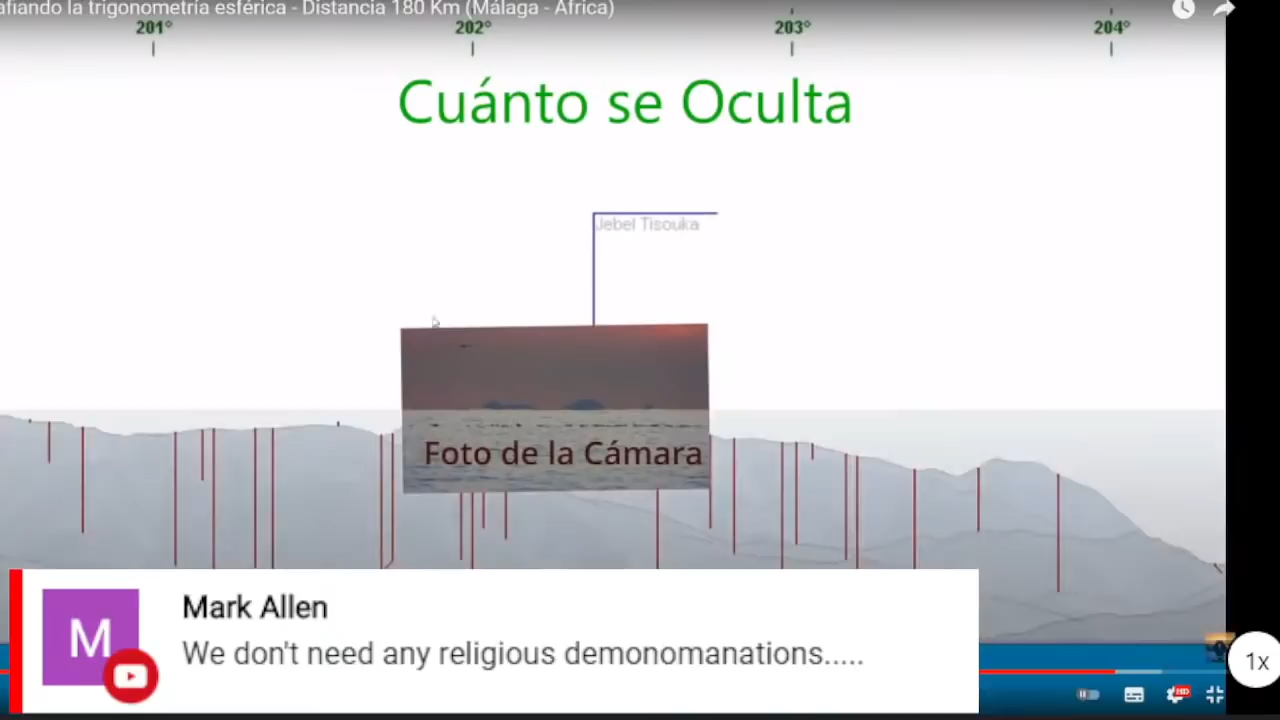 afiando la trigonometría esférica - Distancia 180 Km (Málaga - Africa)
201° 202° 203° 204°
Cuánto se Oculta
Jebel Tisouka
Foto de la Cámara
Mark Allen
M
We don't need any religious demonomanations.....
1x
HD